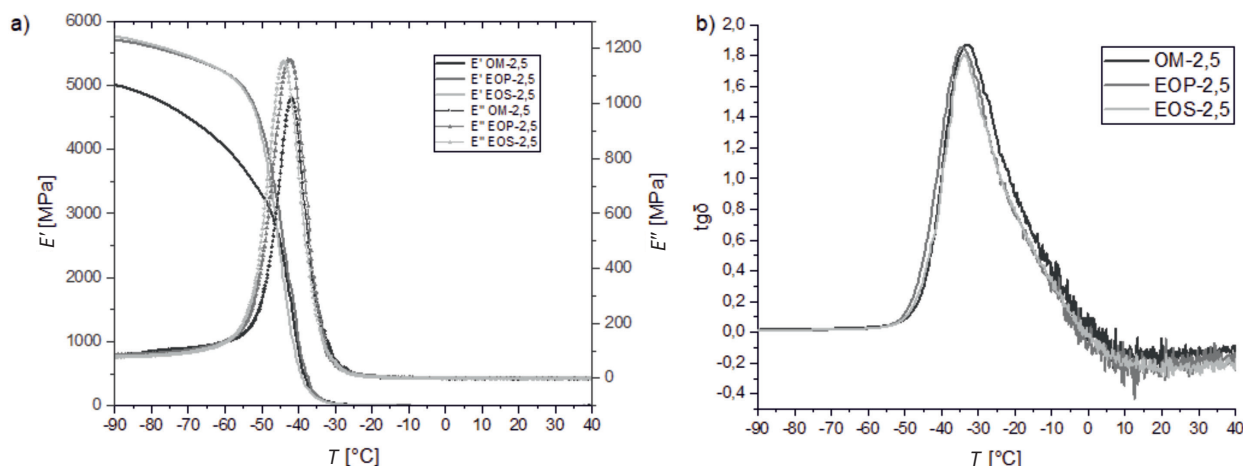 a)
E' [MPa]
6000
5000
4000
3000
2000
1000
0
E' OM-2,5
E' EOP-2,5
E' EOS-2,5
E'' OM-2,5
E'' EOP-2,5
E'' EOS-2,5
1200
1000
800
600
400
200
0
E'' [MPa]
-90 -80 -70 -60 -50 -40 -30 -20 -10 0 10 20 30 40
T [°C]
b)
tgδ
2,0
1,8
1,6
1,4
1,2
1,0
0,8
0,6
0,4
0,2
0,0
-0,2
-0,4
-0,6
OM-2,5
EOP-2,5
EOS-2,5
-90 -80 -70 -60 -50 -40 -30 -20 -10 0 10 20 30 40
T [°C]